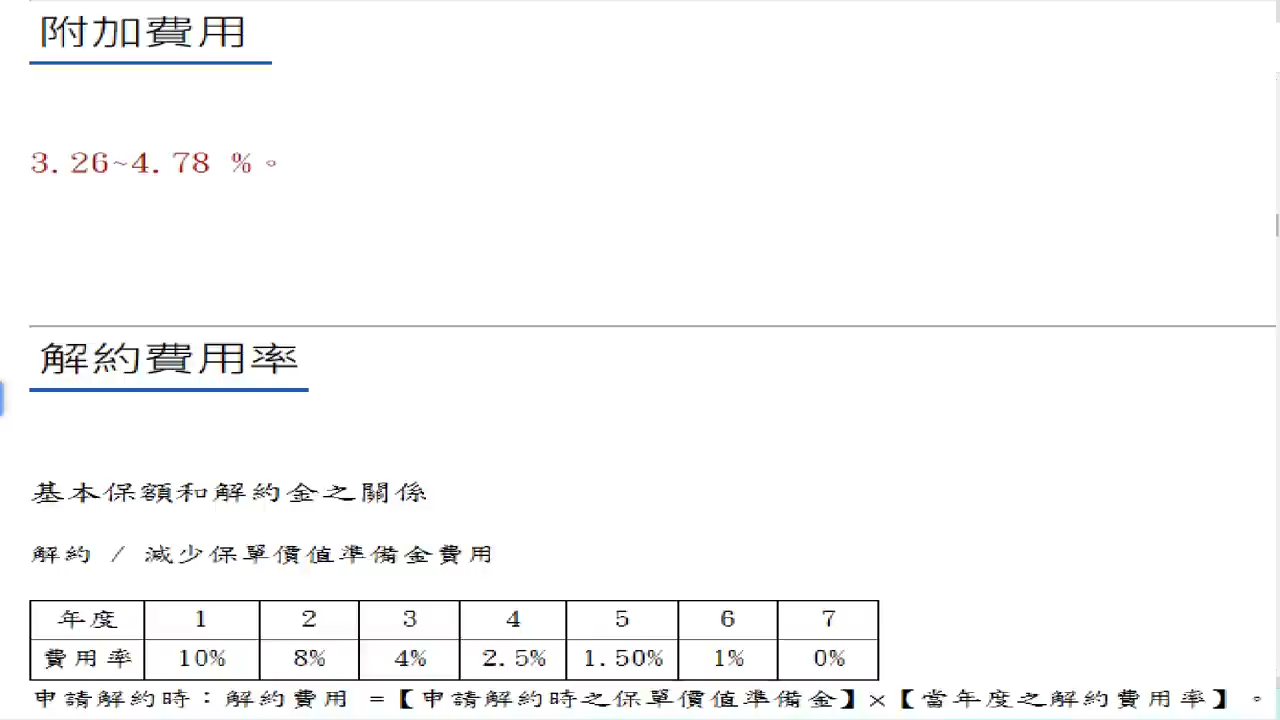 附加費用
3.26~4.78 %。
解約費用率
基本保額和解約金之關係
解約 / 減少保單價值準備金費用
年度 1 2 3 4 5 6 7
費用率 10% 8% 4% 2.5% 1.50% 1% 0%
申請解約時：解約費用 =【申請解約時之保單價值準備金】×【當年度之解約費用率】。